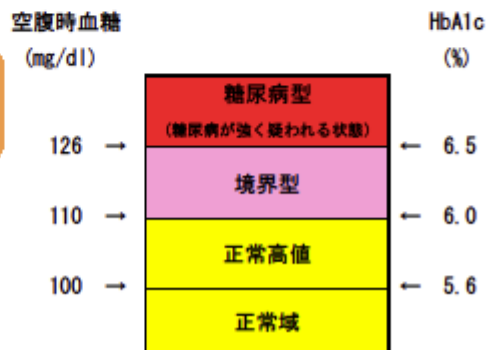 空腹時血糖 HbA1c
(mg/dl) (%)
糖尿病型
(糖尿病が強く疑われる状態)
126 → ← 6.5
境界型
110 → ← 6.0
正常高値
100 → ← 5.6
正常域